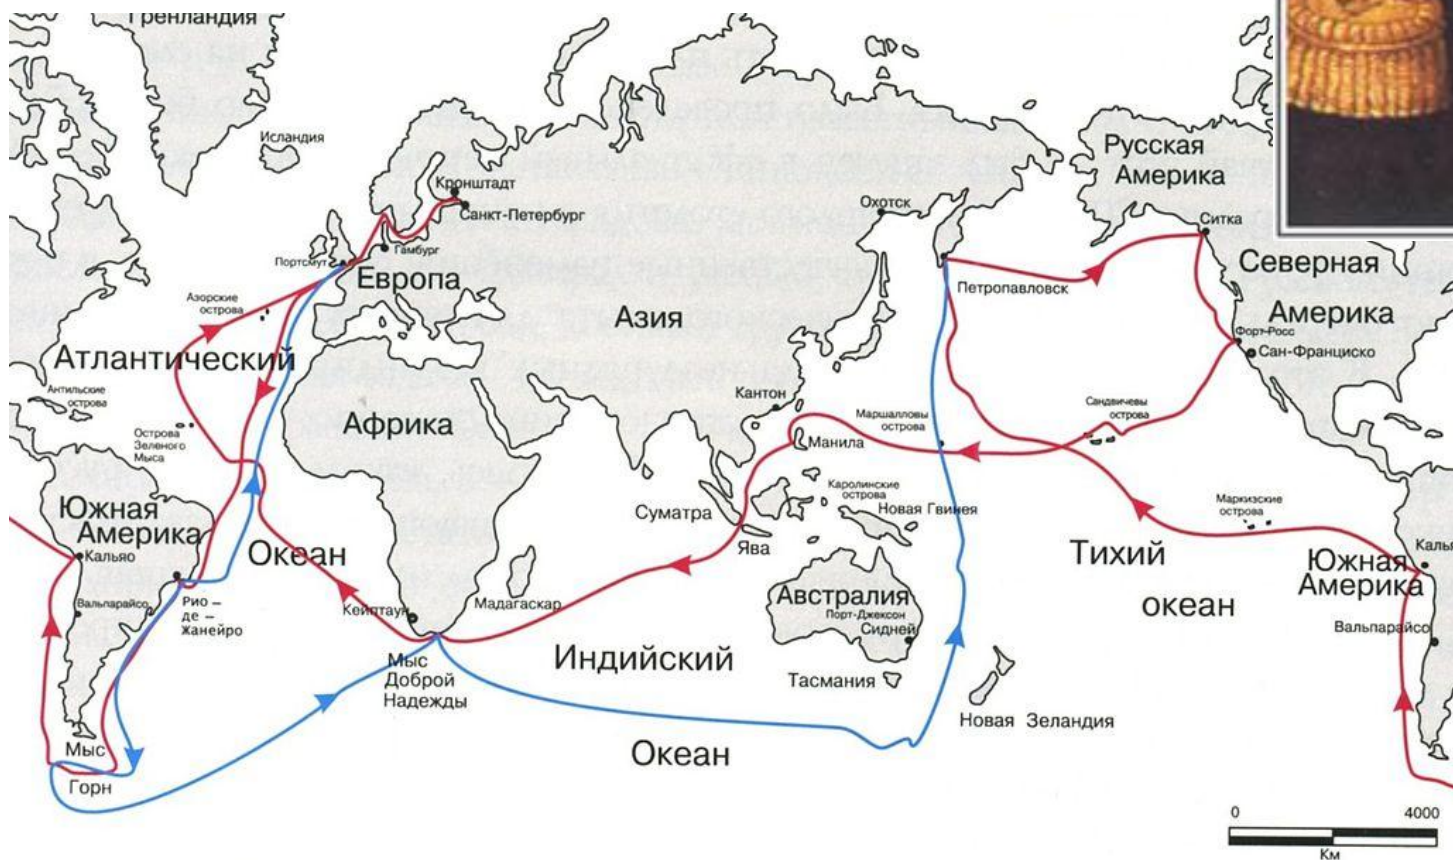 Гренландия
Исландия
Кронштадт
Санкт-Петербург
Гамбург
Портсмут
Европа
Азорские
острова
Атлантический
Антильские
острова
Острова
Зеленого
Мыса
Африка
Азия
Охотск
Русская
Америка
Ситка
Петропавловск
Северная
Америка
Форт-Росс
Сан-Франциско
Кантон
Манила
Маршалловы
острова
Сандвичевы
острова
Каролинские
острова
Новая Гвинея
Суматра
Ява
Маркизские
острова
Южная
Америка
Кальяо
Вальпарайсо
Рио –
де –
Жанейро
Океан
Кейптаун
Мадагаскар
Мыс
Доброй
Надежды
Индийский
Океан
Австралия
Порт-Джексон
Сидней
Тасмания
Новая Зеландия
Тихий
океан
Южная
Америка
Каль
Вальпарайсо
Мыс
Горн
0 4000
Км